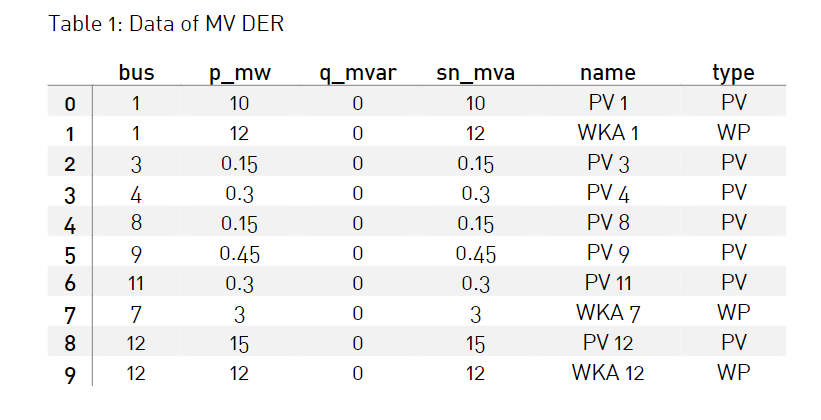 Table 1: Data of MV DER
bus p_mw q_mvar sn_mva name type
0 1 10 0 10 PV 1 PV
1 1 12 0 12 WKA 1 WP
2 3 0.15 0 0.15 PV 3 PV
3 4 0.3 0 0.3 PV 4 PV
4 8 0.15 0 0.15 PV 8 PV
5 9 0.45 0 0.45 PV 9 PV
6 11 0.3 0 0.3 PV 11 PV
7 7 3 0 3 WKA 7 WP
8 12 15 0 15 PV 12 PV
9 12 12 0 12 WKA 12 WP